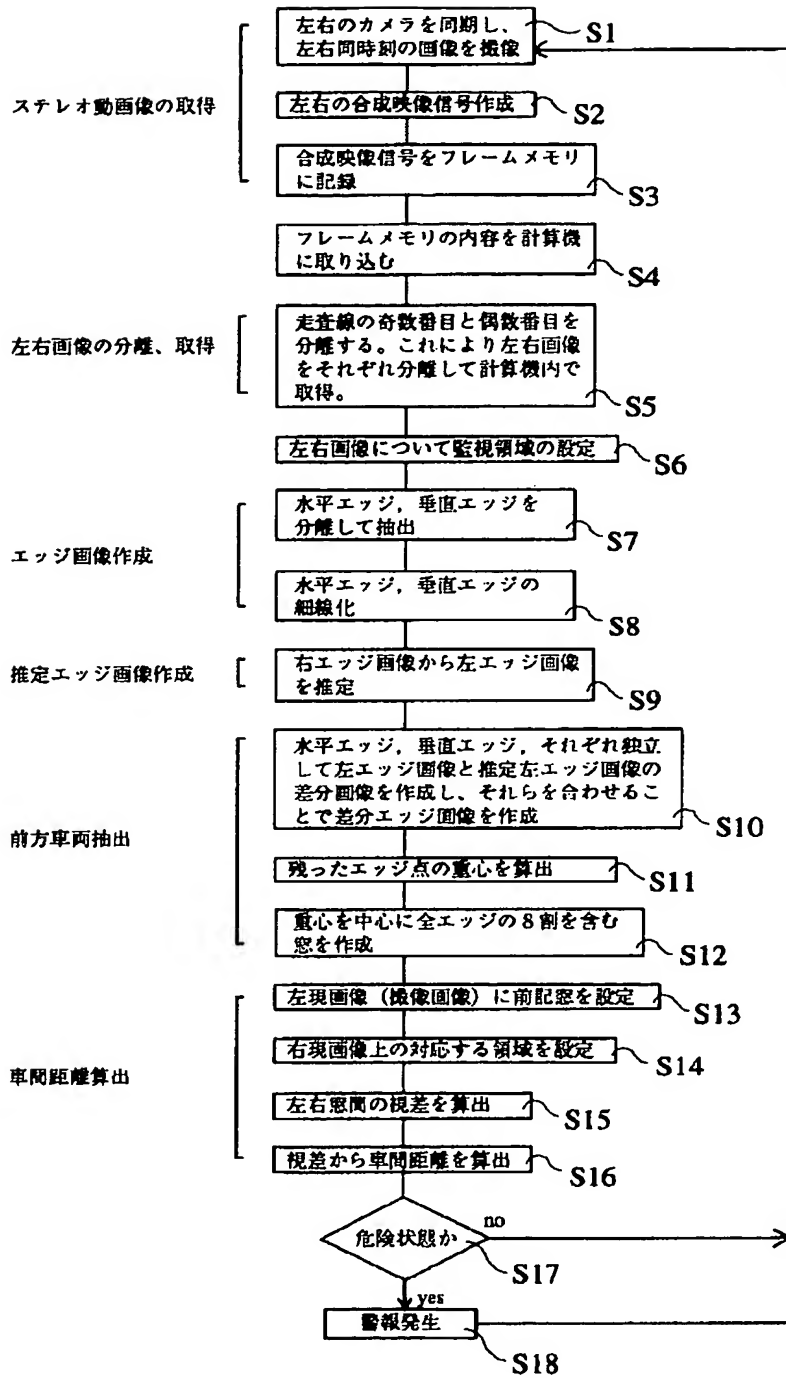 左右のカメラを同期し、
左右同時刻の画像を撮像
S1
ステレオ動画像の取得
左右の合成映像信号作成
S2
合成映像信号をフレームメモリ
に記録
S3
フレームメモリの内容を計算機
に取り込む
S4
左右画像の分離、取得
走査線の奇数番目と偶数番目を
分離する。これにより左右画像
をそれぞれ分離して計算機内で
取得。
S5
左右画像について監視領域の設定
S6
エッジ画像作成
水平エッジ，垂直エッジを
分離して抽出
S7
水平エッジ，垂直エッジの
細線化
S8
推定エッジ画像作成
右エッジ画像から左エッジ画像
を推定
S9
前方車両抽出
水平エッジ，垂直エッジ，それぞれ独立
して左エッジ画像と推定左エッジ画像の
差分画像を作成し、それらを合わせるこ
とで差分エッジ画像を作成
S10
残ったエッジ点の重心を算出
S11
重心を中心に全エッジの８割を含む
窓を作成
S12
車間距離算出
左現画像（撮像画像）に前記窓を設定
S13
右現画像上の対応する領域を設定
S14
左右窓間の視差を算出
S15
視差から車間距離を算出
S16
危険状態か
no
S17
yes
警報発生
S18